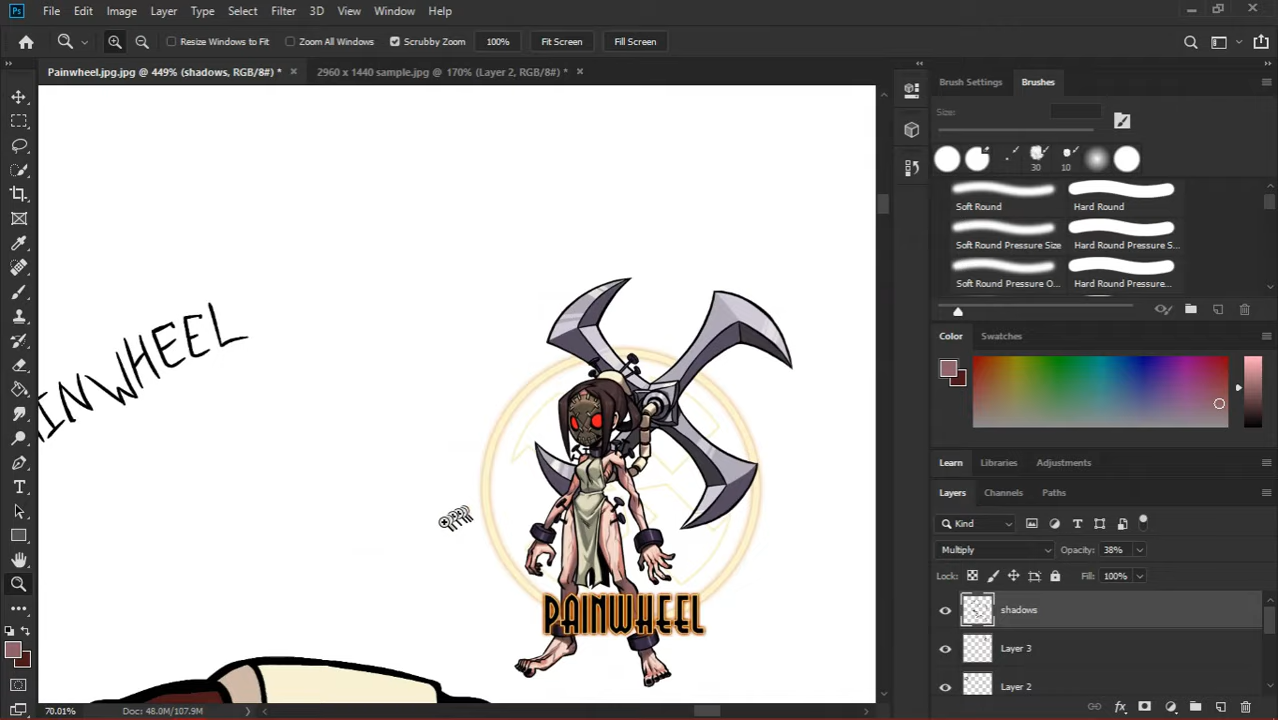 Ps File Edit Image Layer Type Select Filter 3D View Window Help
Resize Windows to Fit Zoom All Windows Scrubby Zoom 100% Fit Screen Fill Screen
Painwheel.jpg.jpg @ 449% (shadows, RGB/8#) * × 2960 x 1440 sample.jpg @ 170% (Layer 2, RGB/8#) * ×
Brush Settings Brushes
Size:
30 10
Soft Round Hard Round
Soft Round Pressure Size Hard Round Pressure S...
Soft Round Pressure O... Hard Round Pressure...
Color Swatches
AINWHEEL
PAINWHEEL
Learn Libraries Adjustments
Layers Channels Paths
Kind
Multiply Opacity: 38%
Lock: Fill: 100%
shadows
Layer 3
Layer 2
70.01% Doc: 48.0M/107.9M